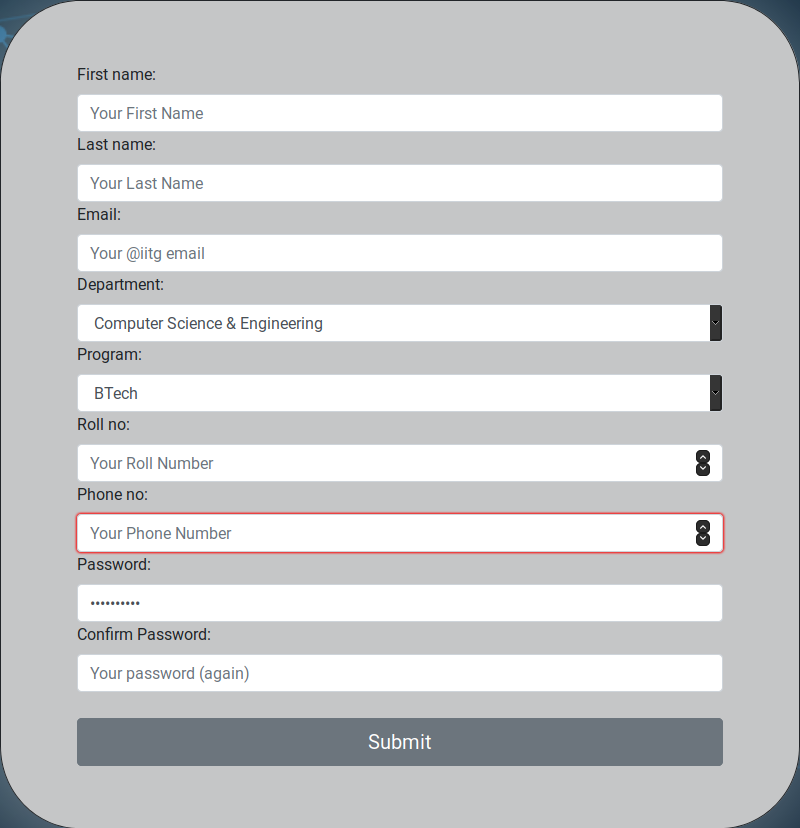 First name:
Your First Name
Last name:
Your Last Name
Email:
Your @iitg email
Department:
Computer Science & Engineering
Program:
BTech
Roll no:
Your Roll Number
Phone no:
Your Phone Number
Password:
••••••••••
Confirm Password:
Your password (again)
Submit